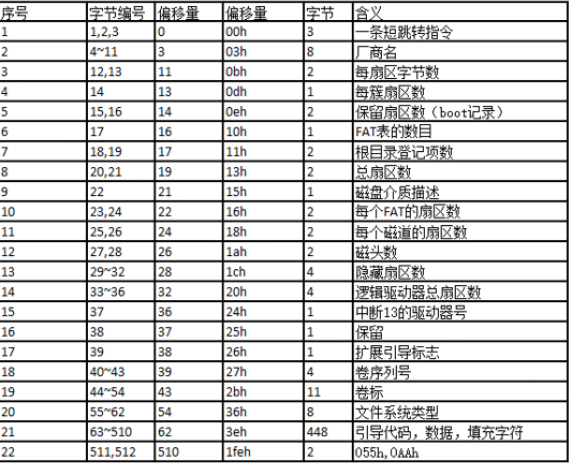 序号 字节编号 偏移量 偏移量 字节 含义
1 1,2,3 0 00h 3 一条短跳转指令
2 4~11 3 03h 8 厂商名
3 12,13 11 0bh 2 每扇区字节数
4 14 13 0dh 1 每簇扇区数
5 15,16 14 0eh 2 保留扇区数（boot记录）
6 17 16 10h 1 FAT表的数目
7 18,19 17 11h 2 根目录登记项数
8 20,21 19 13h 2 总扇区数
9 22 21 15h 1 磁盘介质描述
10 23,24 22 16h 2 每个FAT的扇区数
11 25,26 24 18h 2 每个磁道的扇区数
12 27,28 26 1ah 2 磁头数
13 29~32 28 1ch 4 隐藏扇区数
14 33~36 32 20h 4 逻辑驱动器总扇区数
15 37 36 24h 1 中断13的驱动器号
16 38 37 25h 1 保留
17 39 38 26h 1 扩展引导标志
18 40~43 39 27h 4 卷序列号
19 44~54 43 2bh 11 卷标
20 55~62 54 36h 8 文件系统类型
21 63~510 62 3eh 448 引导代码，数据，填充字符
22 511,512 510 1feh 2 055h,0AAh